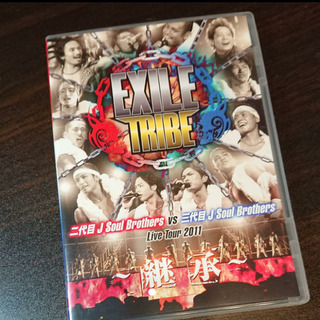 EXILE
TRIBE
二代目 J Soul Brothers VS 三代目 J Soul Brothers
Live Tour 2011
～継承～